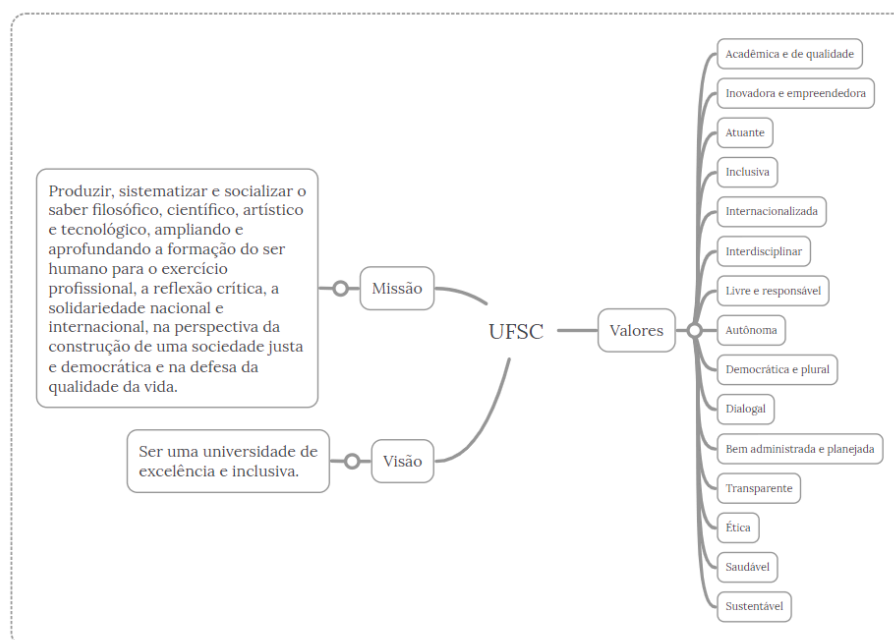 Produzir, sistematizar e socializar o
saber filosófico, científico, artístico
e tecnológico, ampliando e
aprofundando a formação do ser
humano para o exercício
profissional, a reflexão crítica, a
solidariedade nacional e
internacional, na perspectiva da
construção de uma sociedade justa
e democrática e na defesa da
qualidade da vida.
Missão
Ser uma universidade de
excelência e inclusiva.
Visão
UFSC
Valores
Acadêmica e de qualidade
Inovadora e empreendedora
Atuante
Inclusiva
Internacionalizada
Interdisciplinar
Livre e responsável
Autônoma
Democrática e plural
Dialogal
Bem administrada e planejada
Transparente
Ética
Saudável
Sustentável